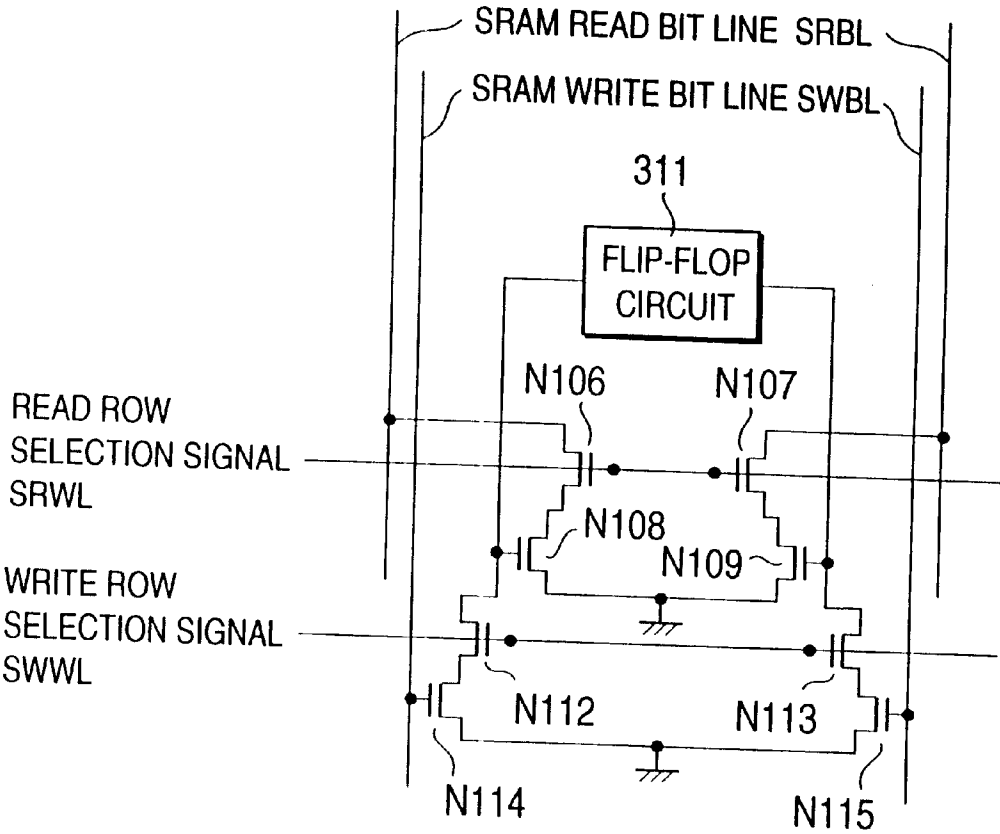 SRAM READ BIT LINE SRBL
SRAM WRITE BIT LINE SWBL
311
FLIP-FLOP
CIRCUIT
N106
N107
READ ROW
SELECTION SIGNAL
SRWL
N108
N109
WRITE ROW
SELECTION SIGNAL
SWWL
N112
N113
N114
N115